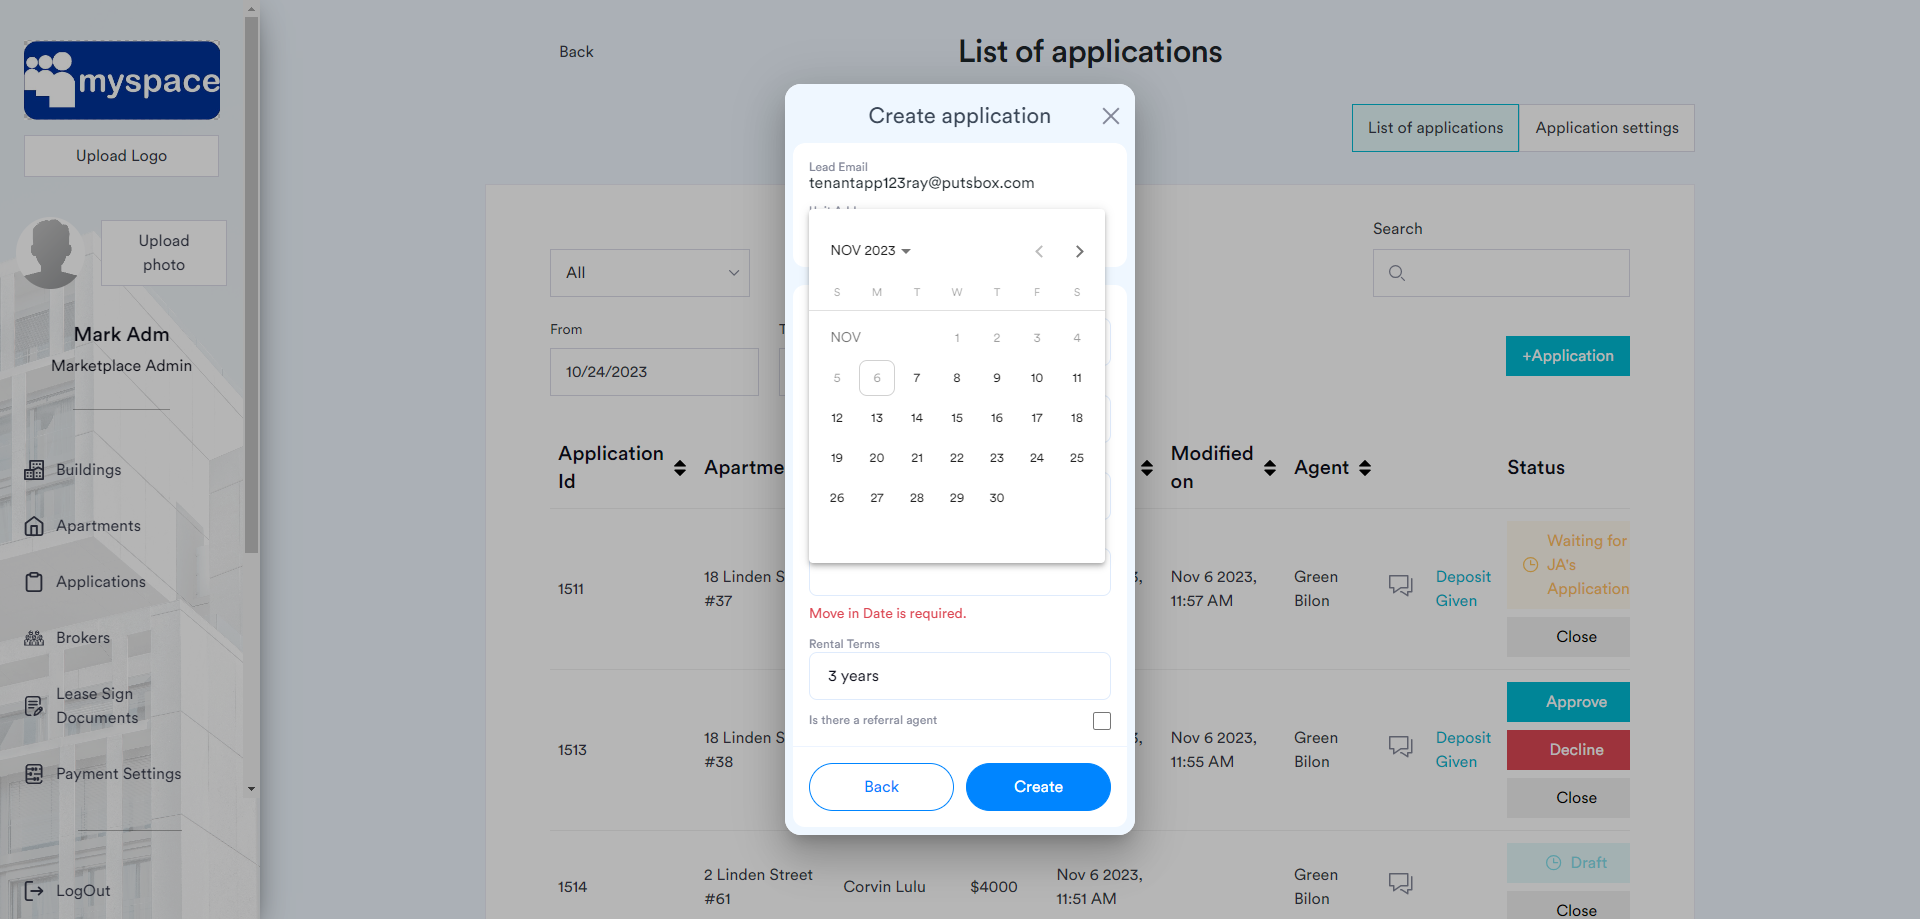 myspace
Upload Logo
Upload
photo
Mark Adm
Marketplace Admin
Buildings
Apartments
Applications
Brokers
Lease Sign
Documents
Payment Settings
LogOut
Back
List of applications
List of applications
Application settings
All
Search
From
T
10/24/2023
+Application
Application
Id
Apartme
Modified
on
Agent
Status
1511
18 Linden S
#37
3,
Nov 6 2023,
11:57 AM
Green
Bilon
Deposit
Given
Waiting for
JA's
Application
Close
1513
18 Linden S
#38
3,
Nov 6 2023,
11:55 AM
Green
Bilon
Deposit
Given
Approve
Decline
Close
1514
2 Linden Street
#61
Corvin Lulu
$4000
Nov 6 2023,
11:51 AM
Green
Bilon
Draft
Close
Create application
Lead Email
tenantapp123ray@putsbox.com
NOV 2023
S M T W T F S
NOV 1 2 3 4
5 6 7 8 9 10 11
12 13 14 15 16 17 18
19 20 21 22 23 24 25
26 27 28 29 30
Move in Date is required.
Rental Terms
3 years
Is there a referral agent
Back
Create